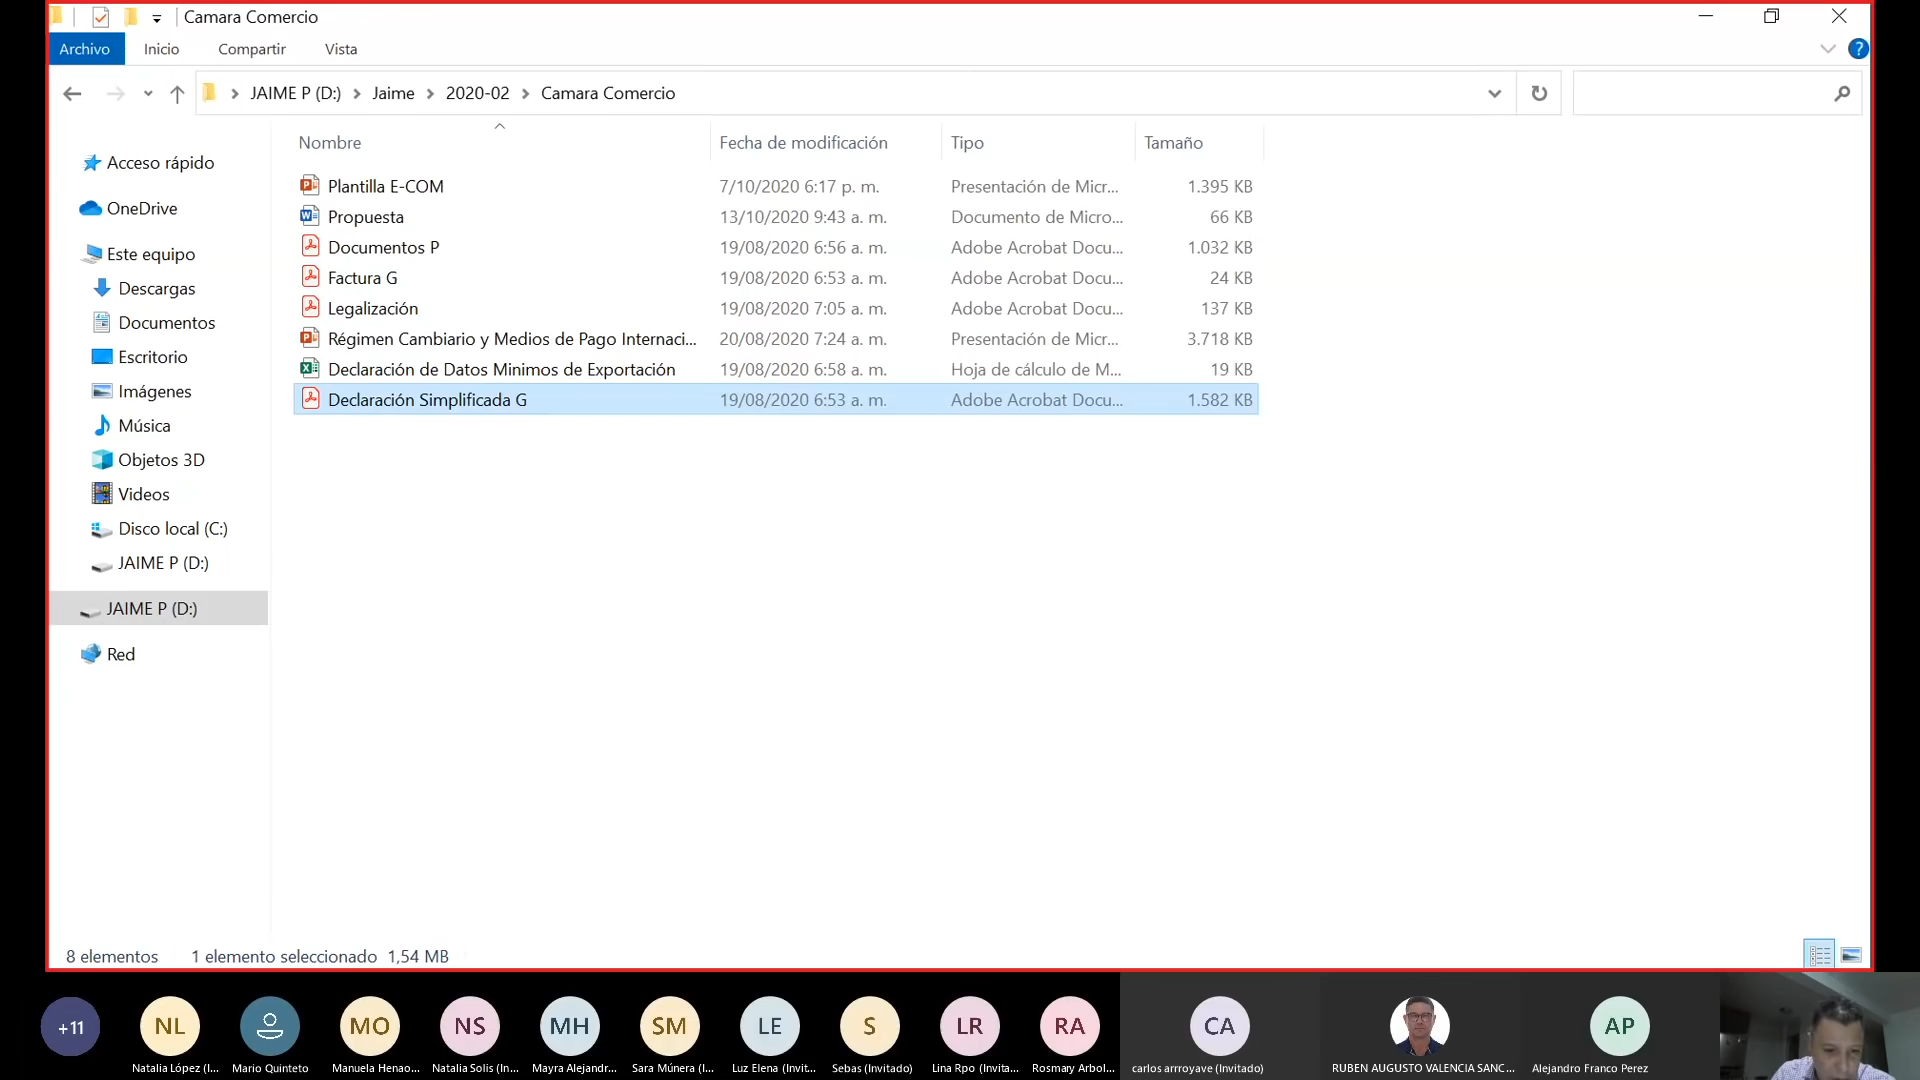 Camara Comercio
Archivo Inicio Compartir Vista
JAIME P (D:) Jaime 2020-02 Camara Comercio
Nombre Fecha de modificación Tipo Tamaño
Acceso rápido
OneDrive
Este equipo
Descargas
Documentos
Escritorio
Imágenes
Música
Objetos 3D
Videos
Disco local (C:)
JAIME P (D:)
JAIME P (D:)
Red
Plantilla E-COM 7/10/2020 6:17 p. m. Presentación de Micr... 1.395 KB
Propuesta 13/10/2020 9:43 a. m. Documento de Micro... 66 KB
Documentos P 19/08/2020 6:56 a. m. Adobe Acrobat Docu... 1.032 KB
Factura G 19/08/2020 6:53 a. m. Adobe Acrobat Docu... 24 KB
Legalización 19/08/2020 7:05 a. m. Adobe Acrobat Docu... 137 KB
Régimen Cambiario y Medios de Pago Internaci... 20/08/2020 7:24 a. m. Presentación de Micr... 3.718 KB
Declaración de Datos Minimos de Exportación 19/08/2020 6:58 a. m. Hoja de cálculo de M... 19 KB
Declaración Simplificada G 19/08/2020 6:53 a. m. Adobe Acrobat Docu... 1.582 KB
8 elementos 1 elemento seleccionado 1,54 MB
+11 NL MO NS MH SM LE S LR RA CA AP
Natalia López (I... Mario Quinteto Manuela Henao... Natalia Solis (In... Mayra Alejandr... Sara Múnera (I... Luz Elena (Invit... Sebas (Invitado) Lina Rpo (Invita... Rosmary Arbol... carlos arrroyave (Invitado) RUBEN AUGUSTO VALENCIA SANC... Alejandro Franco Perez